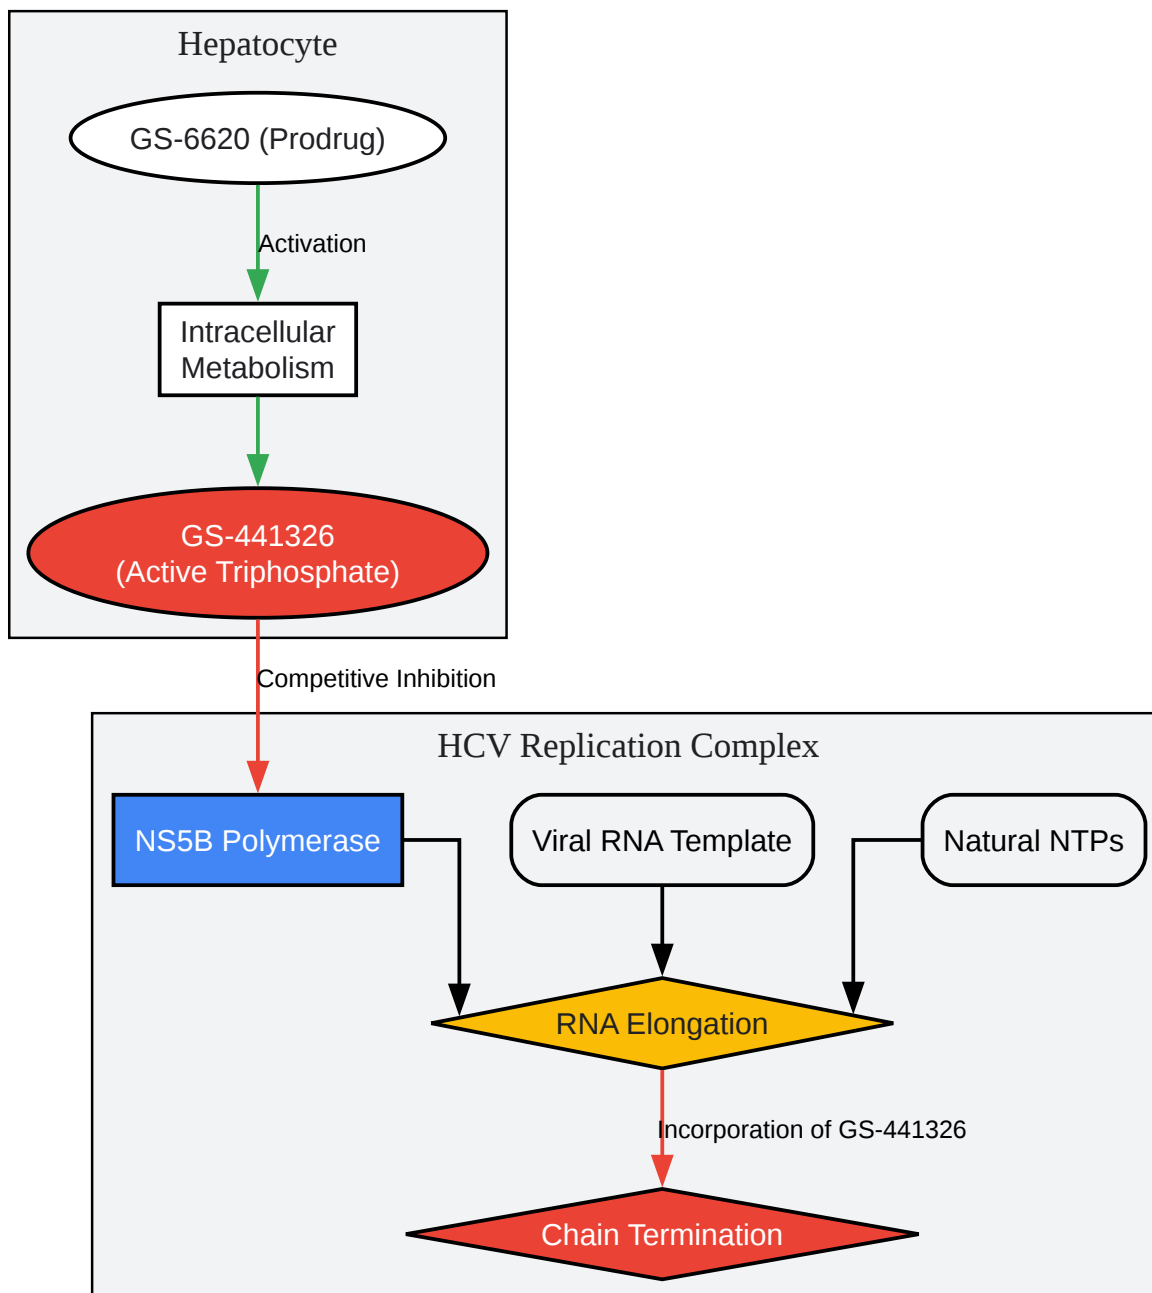 Hepatocyte
GS-6620 (Prodrug)
Activation
Intracellular
Metabolism
GS-441326
(Active Triphosphate)
Competitive Inhibition
HCV Replication Complex
NS5B Polymerase
Viral RNA Template
Natural NTPs
RNA Elongation
Incorporation of GS-441326
Chain Termination